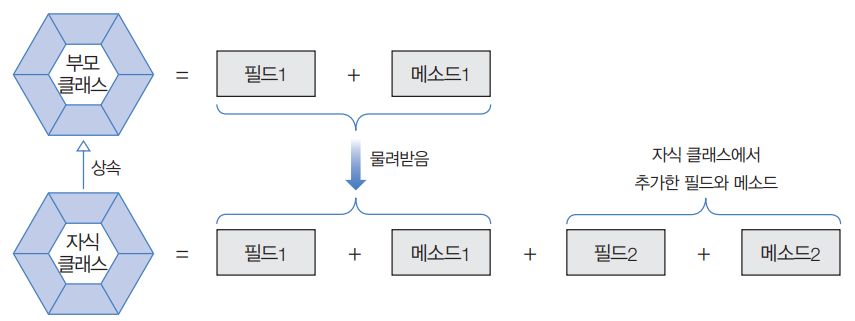 부모
클래스
= 필드1 + 메소드1
상속
물려받음
자식 클래스에서
추가한 필드와 메소드
자식
클래스
= 필드1 + 메소드1 + 필드2 + 메소드2